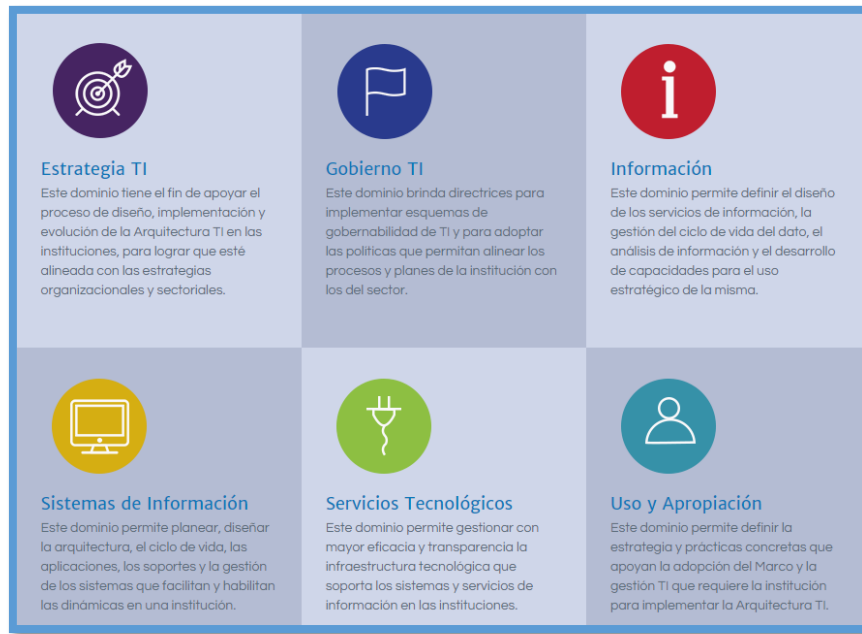 Estrategia TI
Este dominio tiene el fin de apoyar el
proceso de diseño, implementación y
evolución de la Arquitectura TI en las
instituciones, para lograr que esté
alineada con las estrategias
organizacionales y sectoriales.
Gobierno TI
Este dominio brinda directrices para
implementar esquemas de
gobernabilidad de TI y para adoptar
las políticas que permitan alinear los
procesos y planes de la institución con
los del sector.
Información
Este dominio permite definir el diseño
de los servicios de información, la
gestión del ciclo de vida del dato, el
análisis de información y el desarrollo
de capacidades para el uso
estratégico de la misma.
Sistemas de Información
Este dominio permite planear, diseñar
la arquitectura, el ciclo de vida, las
aplicaciones, los soportes y la gestión
de los sistemas que facilitan y habilitan
las dinámicas en una institución.
Servicios Tecnológicos
Este dominio permite gestionar con
mayor eficacia y transparencia la
infraestructura tecnológica que
soporta los sistemas y servicios de
información en las instituciones.
Uso y Apropiación
Este dominio permite definir la
estrategia y prácticas concretas que
apoyan la adopción del Marco y la
gestión TI que requiere la institución
para implementar la Arquitectura TI.